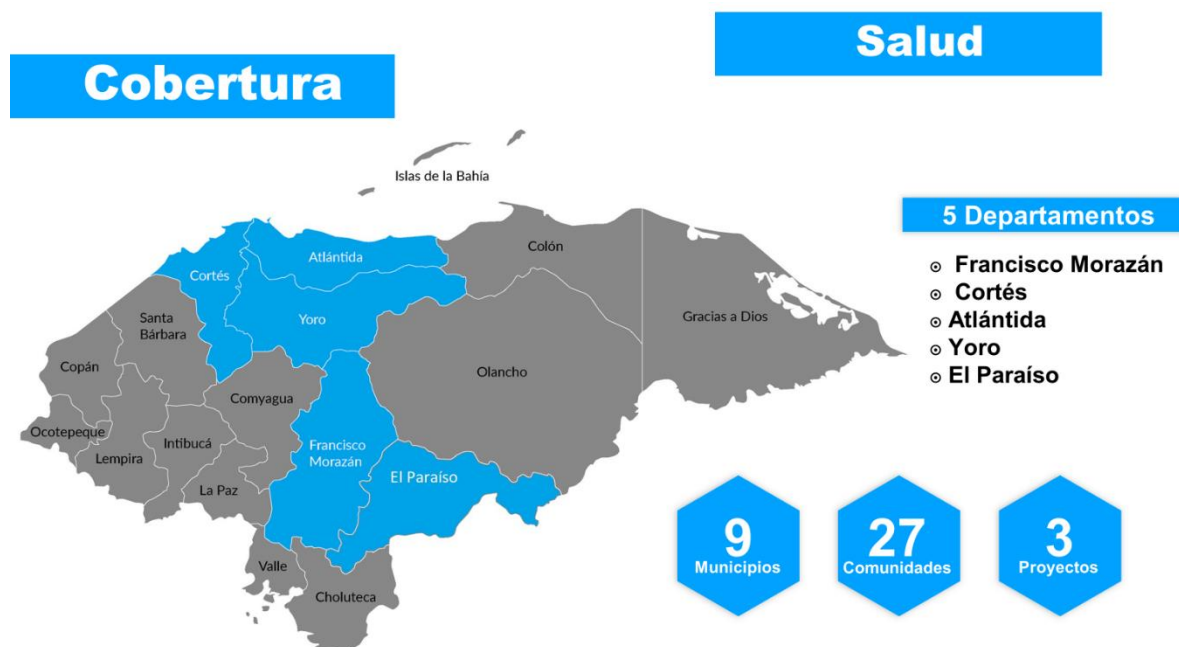 Salud
Cobertura
Islas de la Bahía
Colón
Atlántida
Cortés
Yoro
Santa
Bárbara
Gracias a Dios
Copán
Olancho
Comyagua
Ocotepeque
Intibucá
Francisco
Morazán
Lempira
El Paraíso
La Paz
Valle
Choluteca
5 Departamentos
Francisco Morazán
Cortés
Atlántida
Yoro
El Paraíso
9
Municipios
27
Comunidades
3
Proyectos